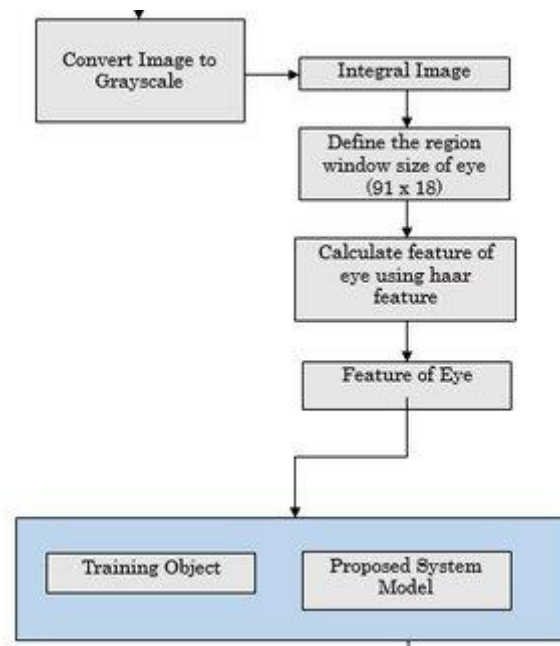 Convert Image to
Grayscale
Integral Image
Define the region
window size of eye
(91 x 18)
Calculate feature of
eye using haar
feature
Feature of Eye
Training Object
Proposed System
Model